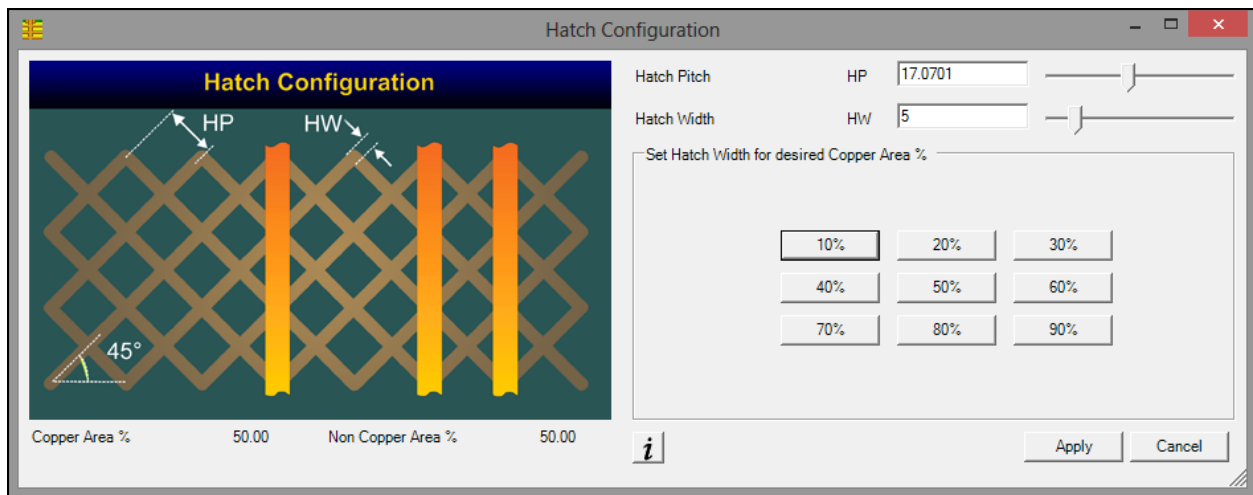 Hatch Configuration
Hatch Configuration
HP
HW
45°
Copper Area % 50.00 Non Copper Area % 50.00
Hatch Pitch HP 17.0701
Hatch Width HW 5
Set Hatch Width for desired Copper Area %
10% 20% 30%
40% 50% 60%
70% 80% 90%
i
Apply Cancel